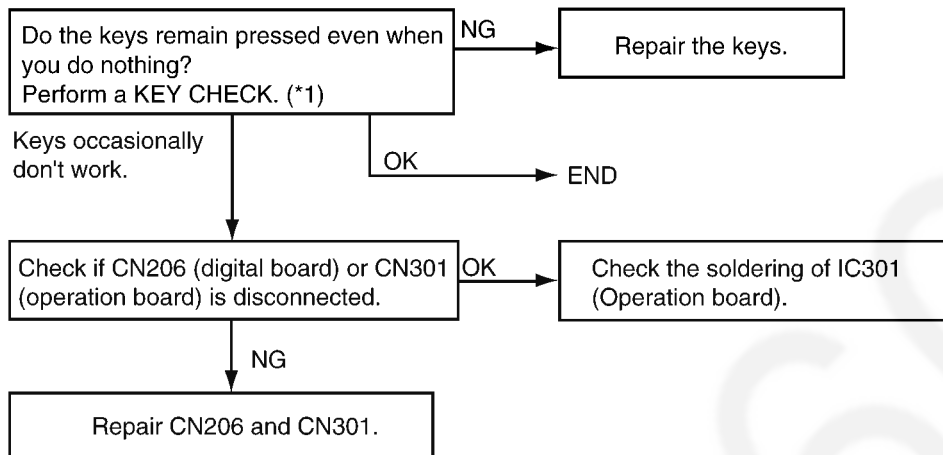 Do the keys remain pressed even when
you do nothing?
Perform a KEY CHECK. (*1)
NG
Repair the keys.
Keys occasionally
don't work.
OK
END
Check if CN206 (digital board) or CN301
(operation board) is disconnected.
OK
Check the soldering of IC301
(Operation board).
NG
Repair CN206 and CN301.